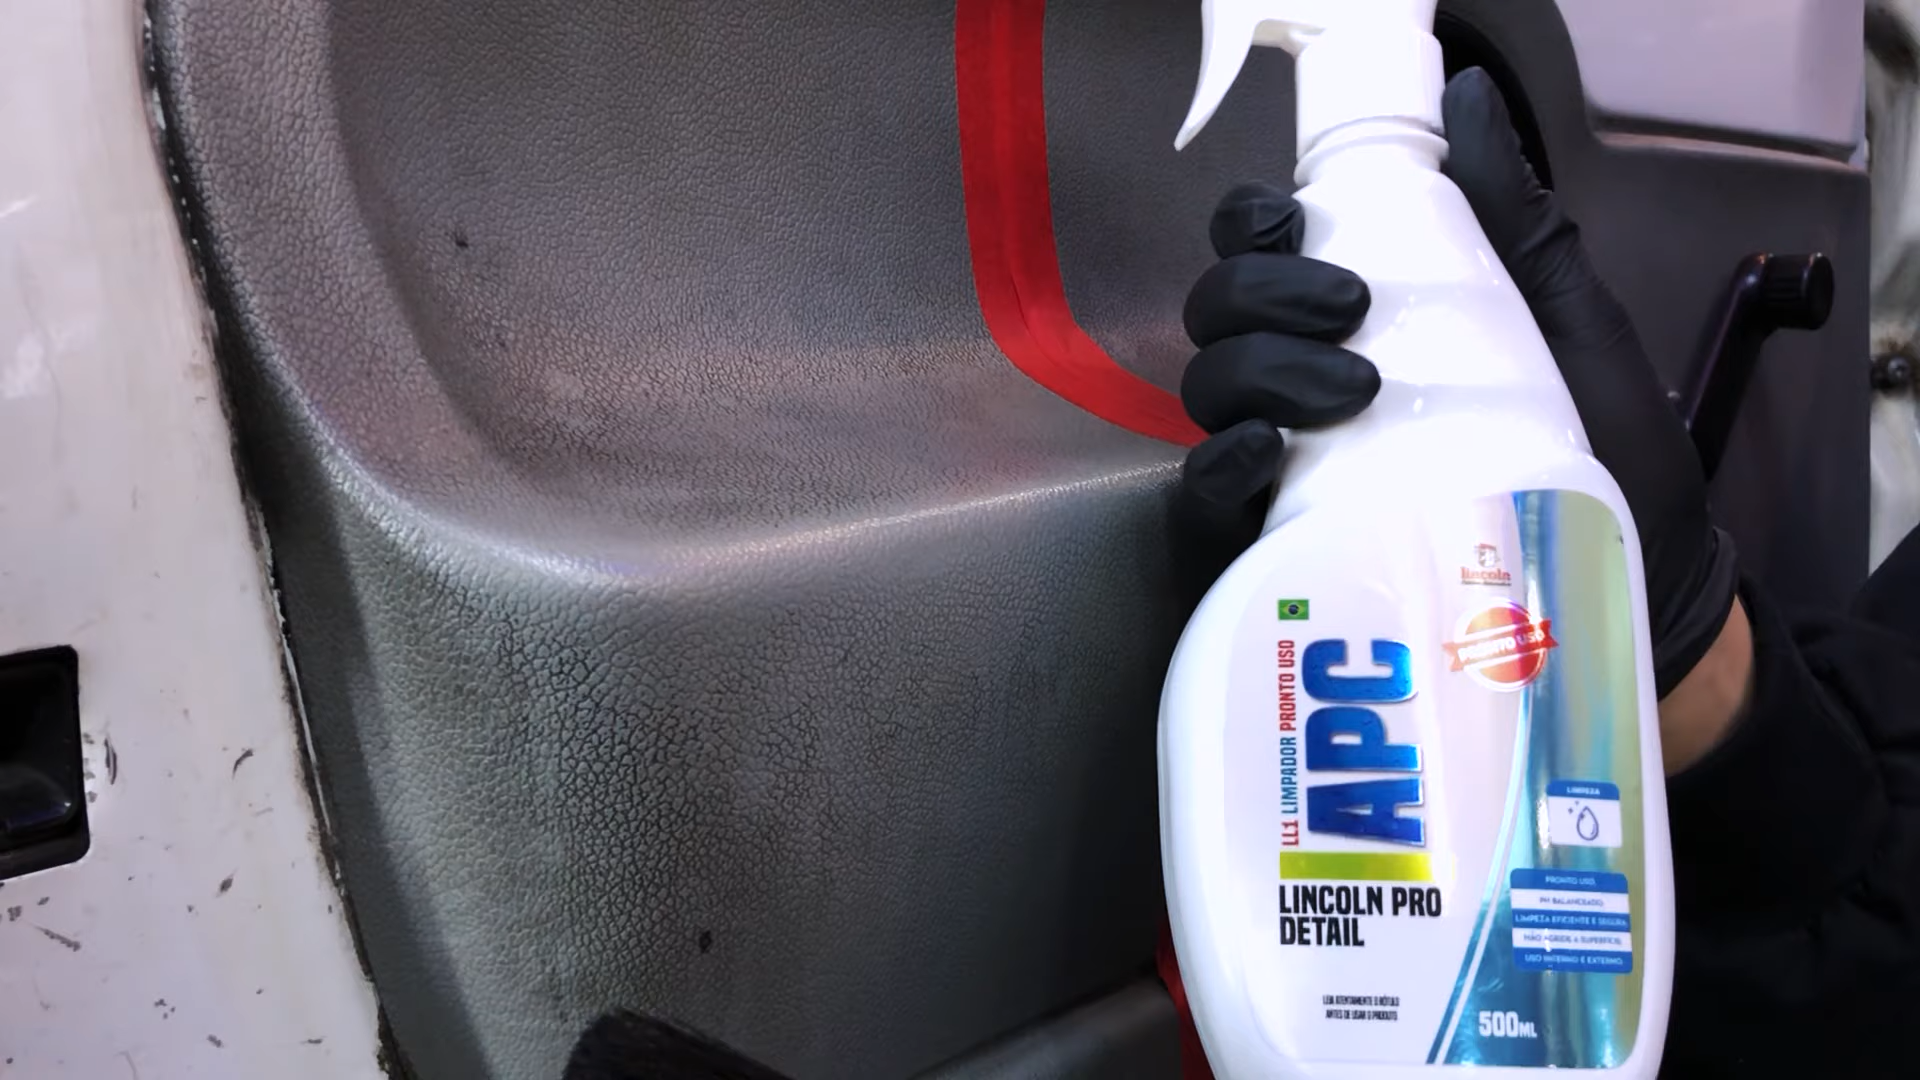 lincoln
PRONTO USO
LL1 LIMPADOR PRONTO USO
APC
LINCOLN PRO
DETAIL
LIMPEZA
PRONTO USO,
PH BALANCEADO,
LIMPEZA EFICIENTE E SEGURA
NÃO AGRIDE A SUPERFÍCIE,
USO INTERNO E EXTERNO.
LEIA ATENTAMENTE O RÓTULO
ANTES DE USAR O PRODUTO
500ML